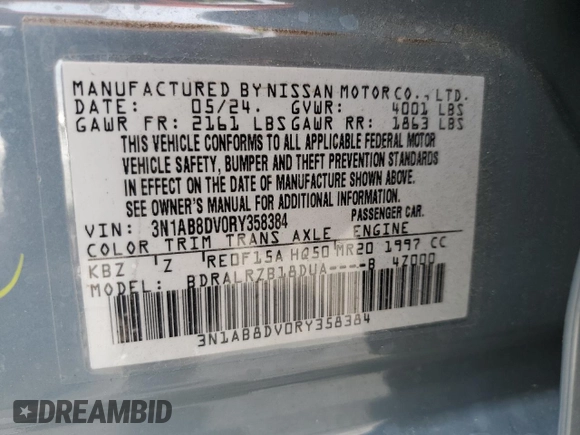 MANUFACTURED BY NISSAN MOTOR CO., LTD.
DATE: 05/24. GVWR: 4001 LBS
GAWR FR: 2161 LBS GAWR RR: 1863 LBS
THIS VEHICLE CONFORMS TO ALL APPLICABLE FEDERAL MOTOR
VEHICLE SAFETY, BUMPER AND THEFT PREVENTION STANDARDS
IN EFFECT ON THE DATE OF MANUFACTURE SHOWN ABOVE.
SEE OWNER'S MANUAL FOR ADDITIONAL INFORMATION.
VIN: 3N1AB8DV0RY358384 PASSENGER CAR.
COLOR TRIM TRANS AXLE ENGINE
KBZ 'Z RE0F15A HQ50 MR20 1997 CC
MODEL: BDRALRZB18DUA----B 47000
3N1AB8DV0RY358384
DREAMBID